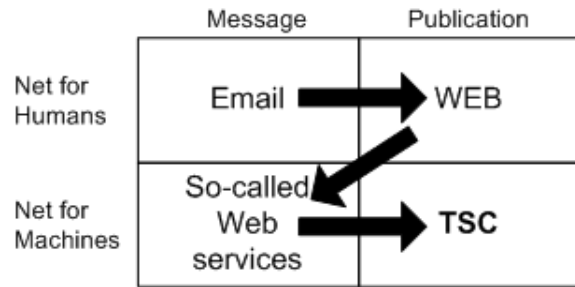 Message Publication
Net for
Humans
Email WEB
Net for
Machines
So-called
Web
services
TSC